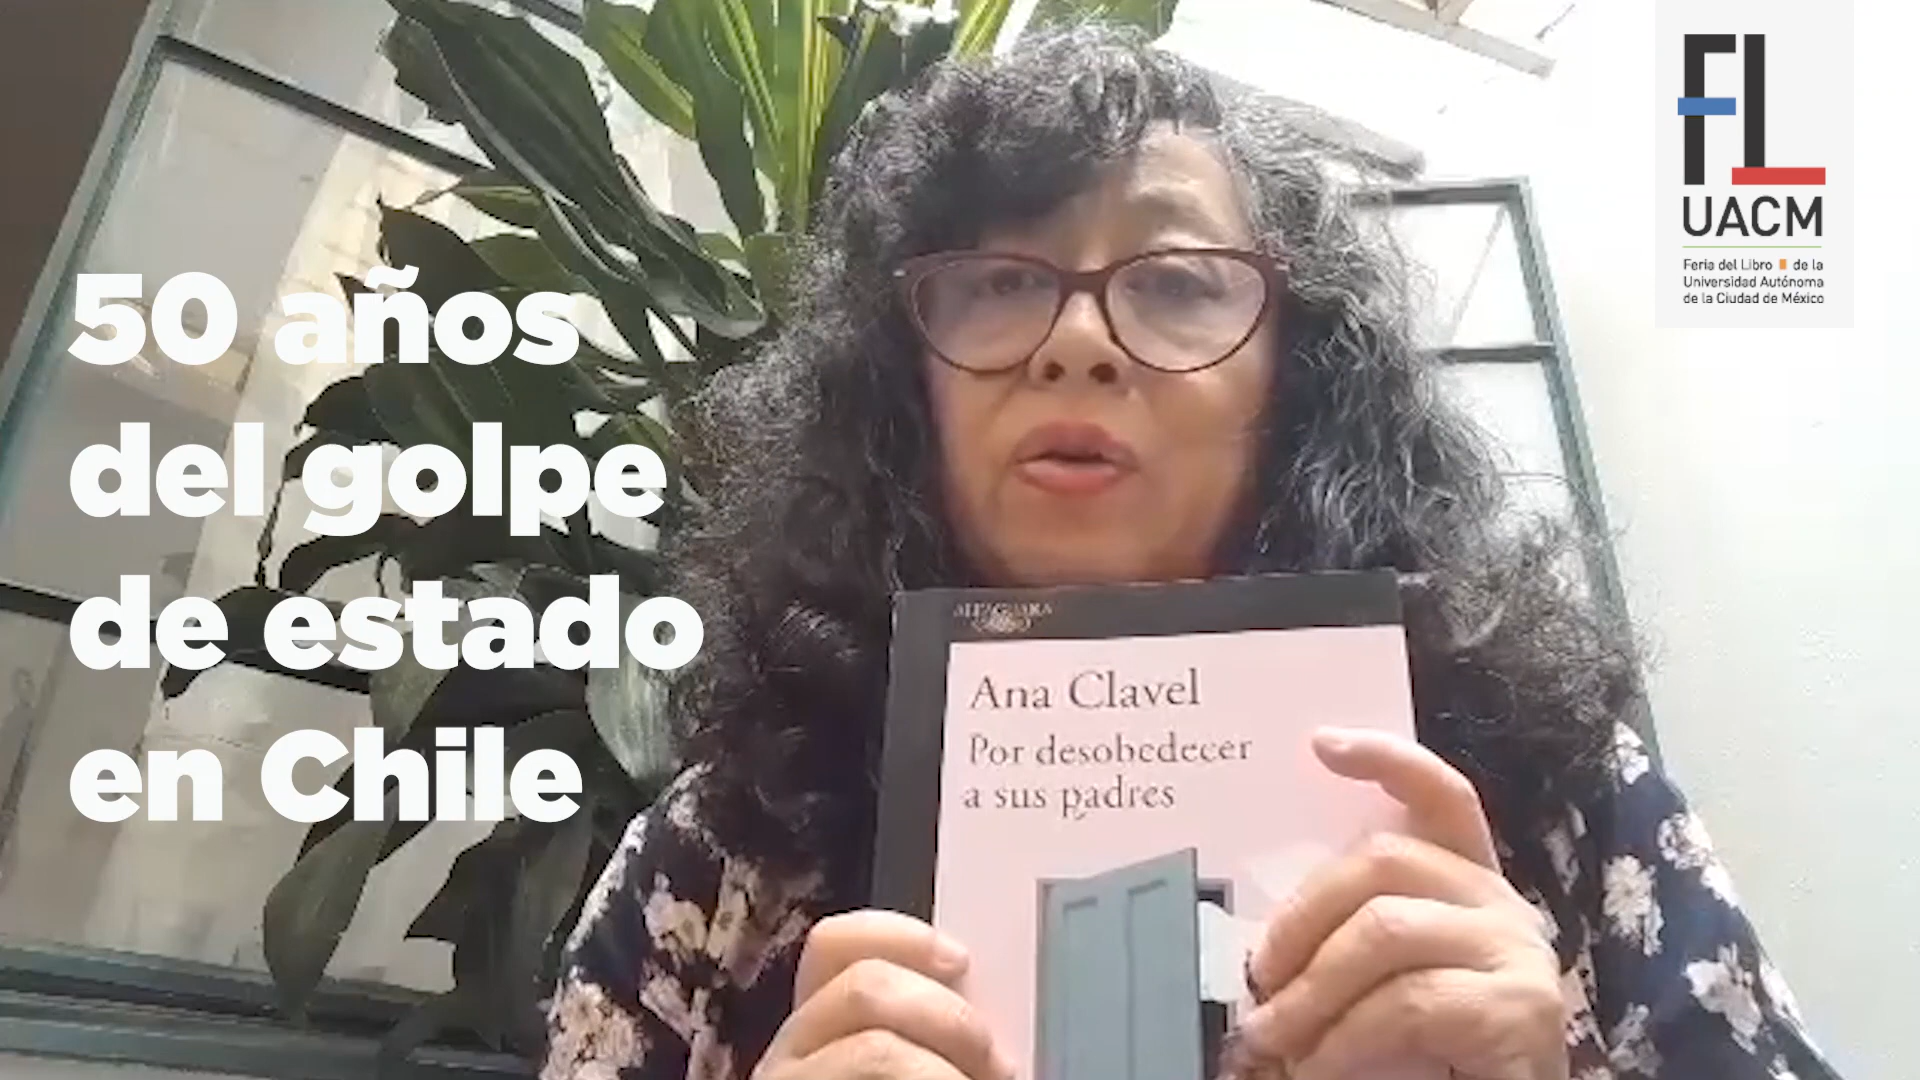 50 años
del golpe
de estado
en Chile
FL
UACM
Feria del Libro de la
Universidad Autónoma
de la Ciudad de México
ALFAGUARA
Ana Clavel
Por desobedecer
a sus padres